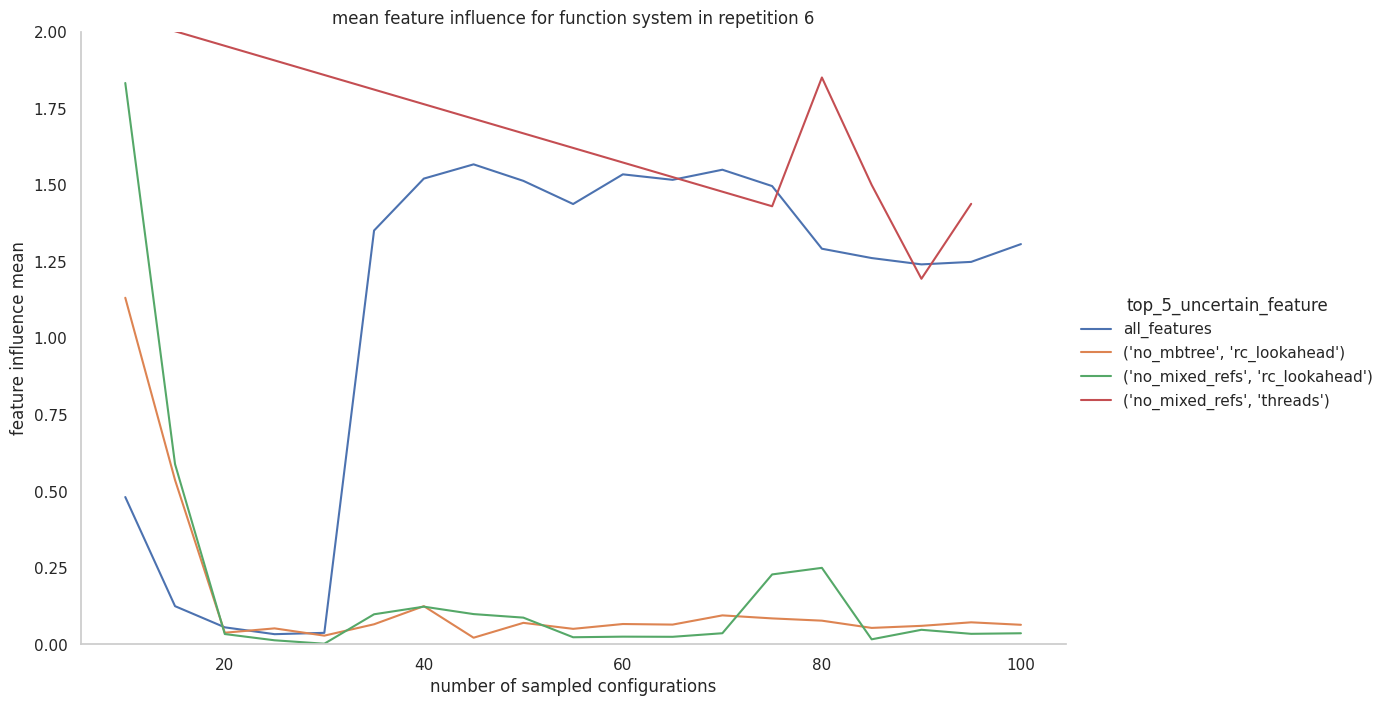 mean feature influence for function system in repetition 6
2.00
1.75
1.50
1.25
1.00
0.75
0.50
0.25
0.00
feature influence mean
20
40
60
80
100
number of sampled configurations
top_5_uncertain_feature
all_features
('no_mbtree', 'rc_lookahead')
('no_mixed_refs', 'rc_lookahead')
('no_mixed_refs', 'threads')